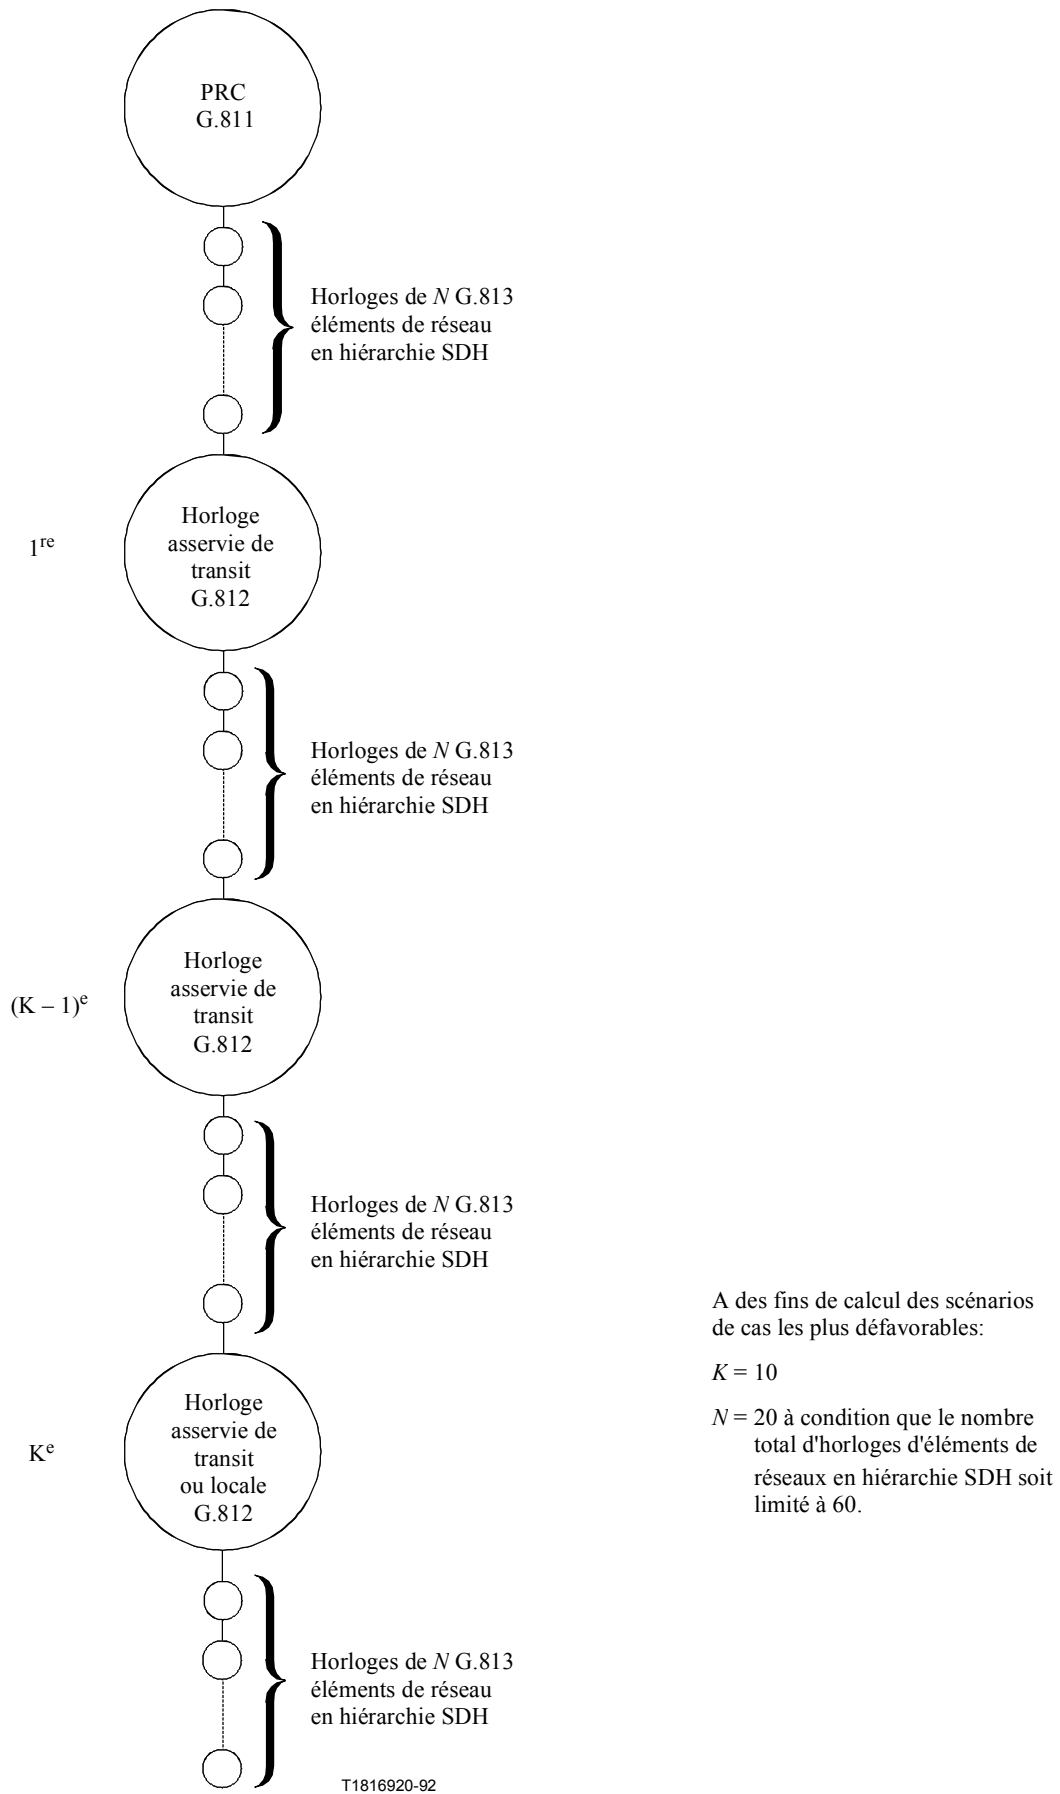 PRC
G.811
Horloges de N G.813
éléments de réseau
en hiérarchie SDH
1re
Horloge
asservie de
transit
G.812
Horloges de N G.813
éléments de réseau
en hiérarchie SDH
(K – 1)e
Horloge
asservie de
transit
G.812
Horloges de N G.813
éléments de réseau
en hiérarchie SDH
A des fins de calcul des scénarios
de cas les plus défavorables:
K = 10
N = 20 à condition que le nombre
total d'horloges d'éléments de
réseaux en hiérarchie SDH soit
limité à 60.
Ke
Horloge
asservie de
transit
ou locale
G.812
Horloges de N G.813
éléments de réseau
en hiérarchie SDH
T1816920-92